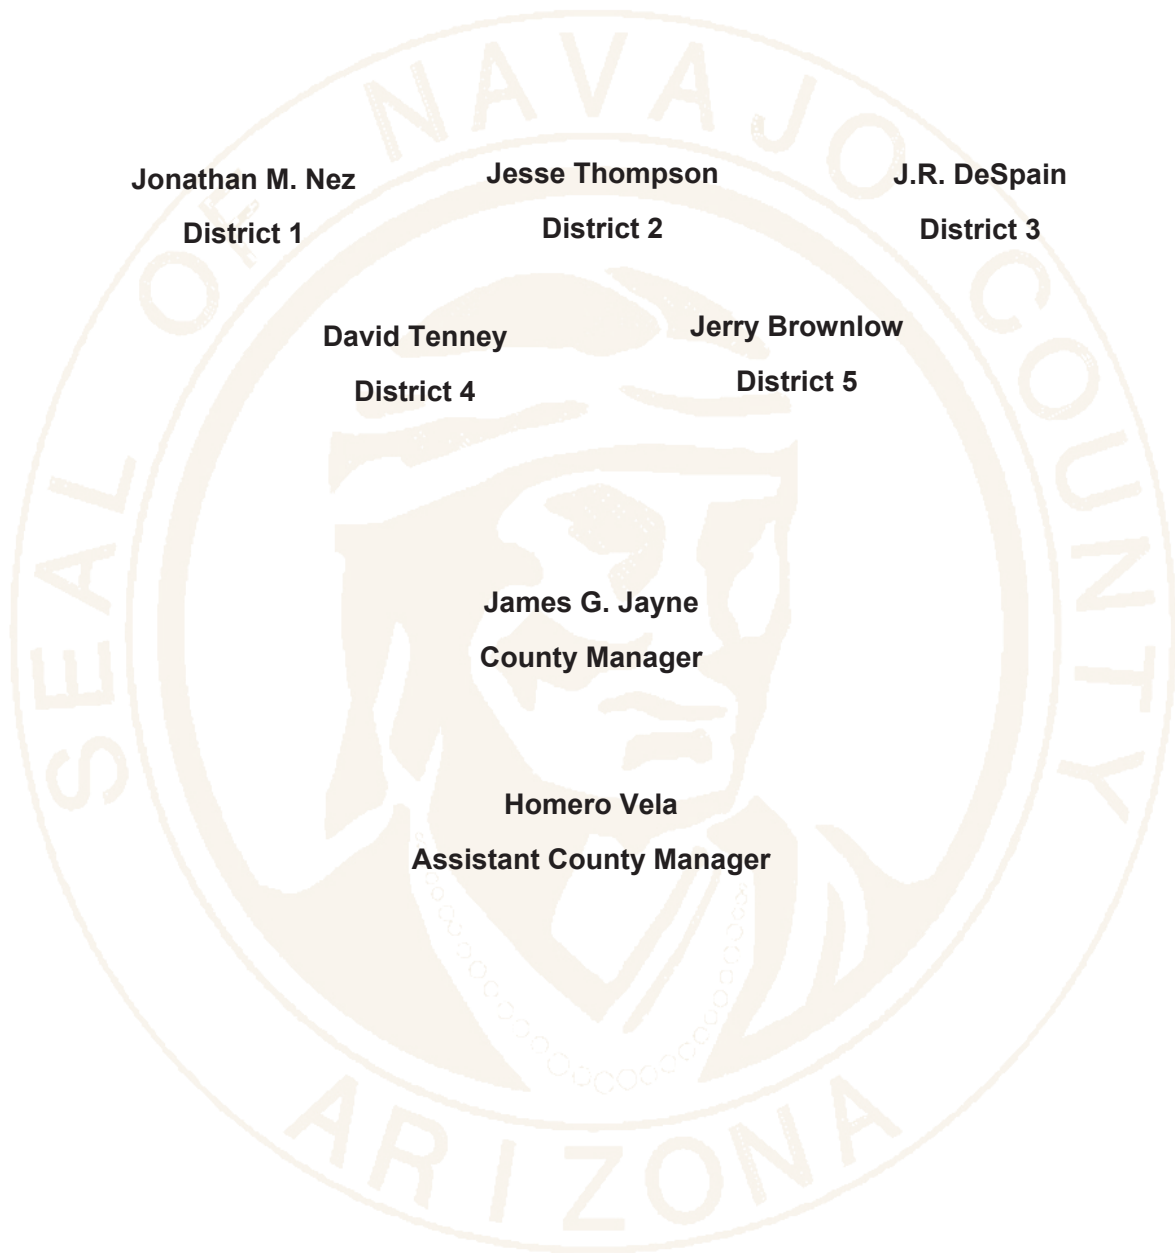 SEAL OF NAVAJO COUNTY
Jonathan M. Nez
District 1
Jesse Thompson
District 2
J.R. DeSpain
District 3
David Tenney
District 4
Jerry Brownlow
District 5
James G. Jayne
County Manager
Homero Vela
Assistant County Manager
ARIZONA